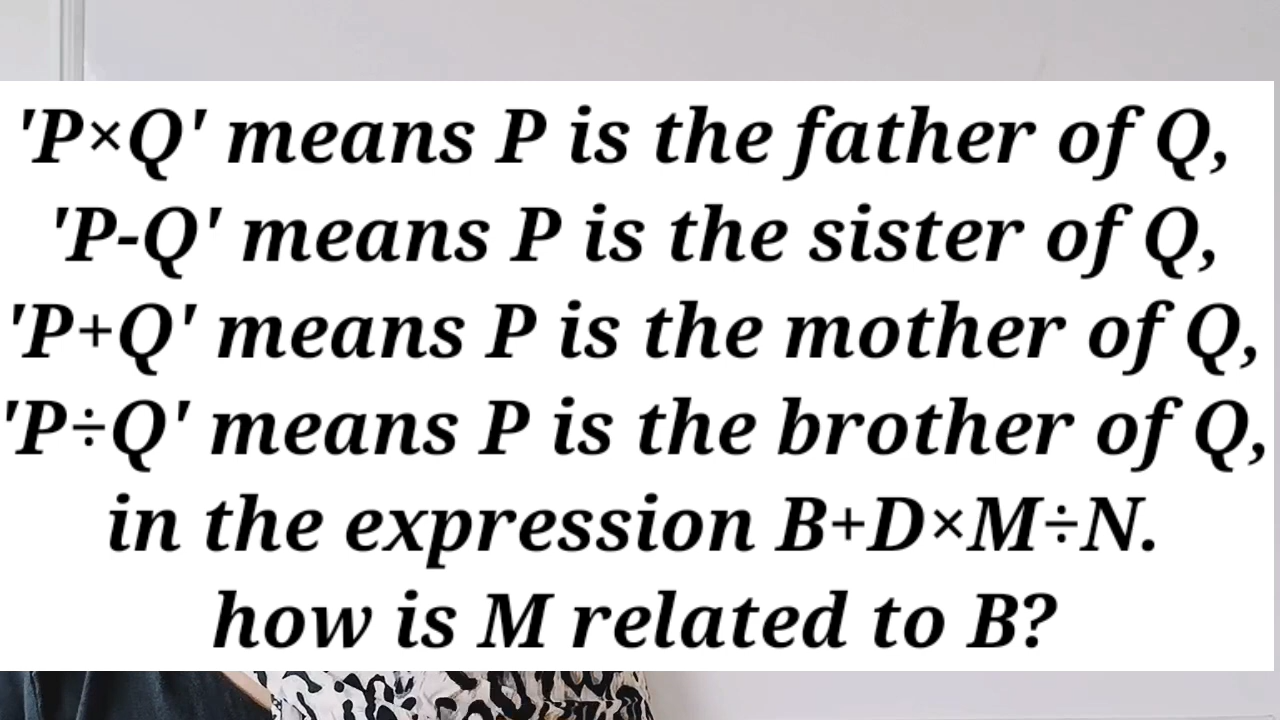 'P×Q' means P is the father of Q,
'P-Q' means P is the sister of Q,
'P+Q' means P is the mother of Q,
'P÷Q' means P is the brother of Q,
in the expression B+D×M÷N.
how is M related to B?